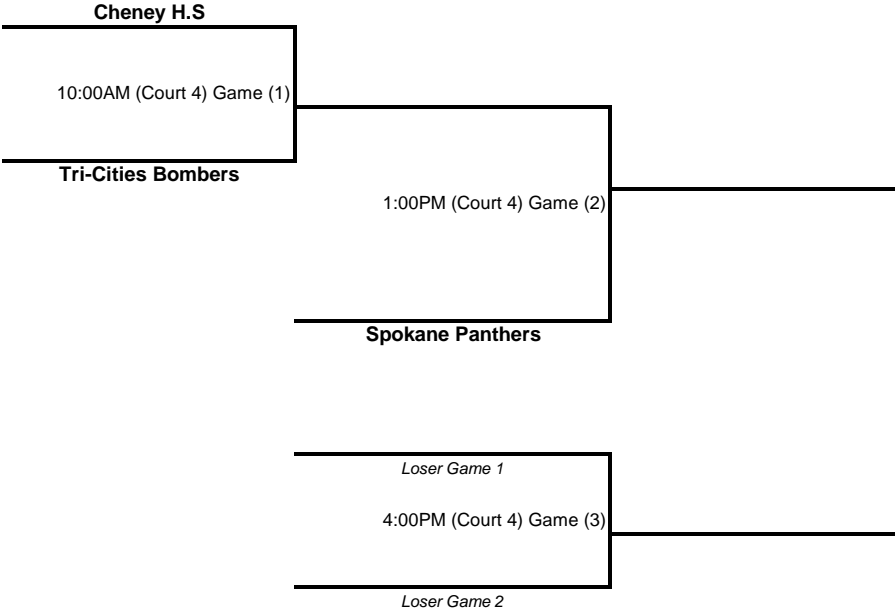 Cheney H.S
10:00AM (Court 4) Game (1)
Tri-Cities Bombers
1:00PM (Court 4) Game (2)
Spokane Panthers
Loser Game 1
4:00PM (Court 4) Game (3)
Loser Game 2